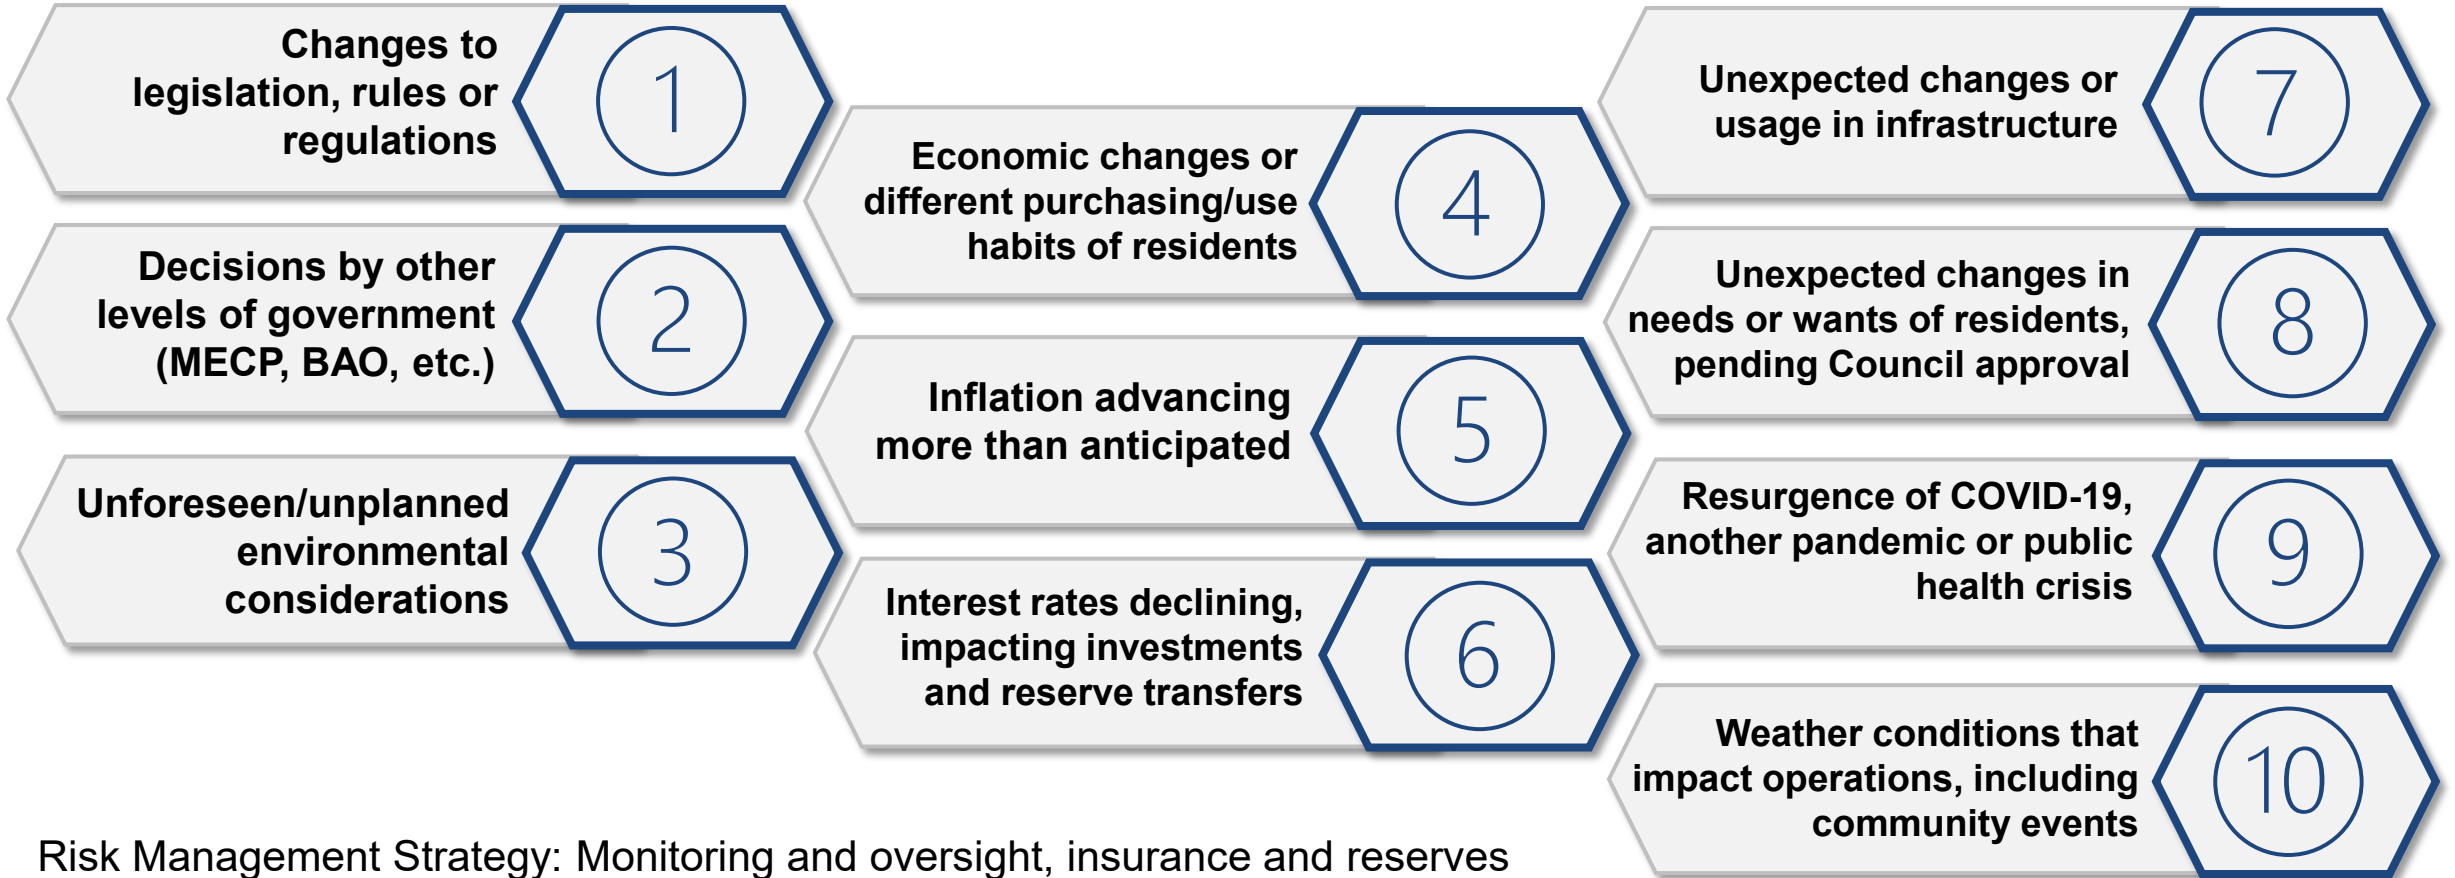 Changes to
legislation, rules or
regulations
1
Decisions by other
levels of government
(MECP, BAO, etc.)
2
Unforeseen/unplanned
environmental
considerations
3
Economic changes or
different purchasing/use
habits of residents
4
Inflation advancing
more than anticipated
5
Interest rates declining,
impacting investments
and reserve transfers
6
Unexpected changes or
usage in infrastructure
7
Unexpected changes in
needs or wants of residents,
pending Council approval
8
Resurgence of COVID-19,
another pandemic or public
health crisis
9
Weather conditions that
impact operations, including
community events
10
Risk Management Strategy: Monitoring and oversight, insurance and reserves